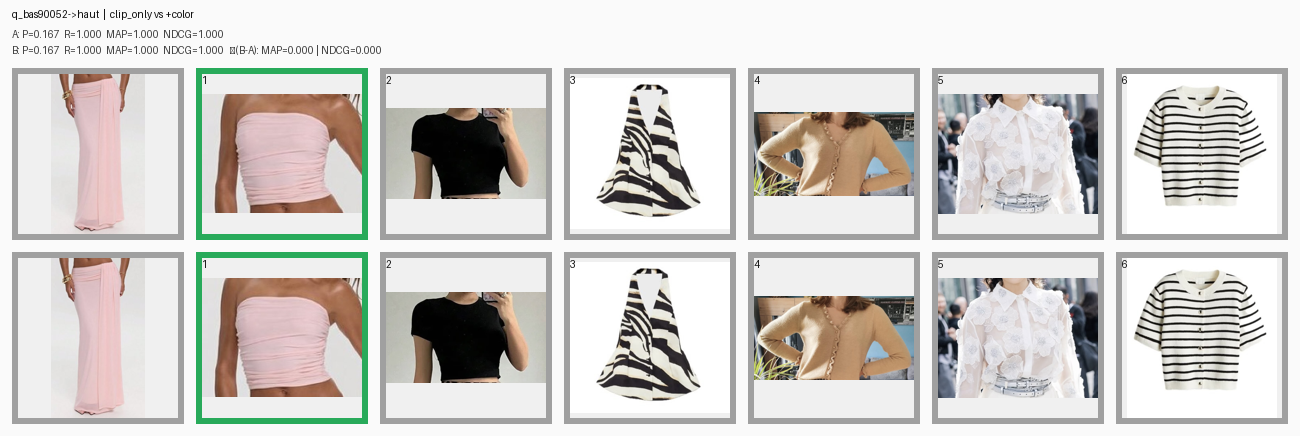 q_bas90052->haut | clip_only vs +color
A: P=0.167 R=1.000 MAP=1.000 NDCG=1.000
B: P=0.167 R=1.000 MAP=1.000 NDCG=1.000 (B-A): MAP=0.000 | NDCG=0.000
1 2 3 4 5 6
1 2 3 4 5 6